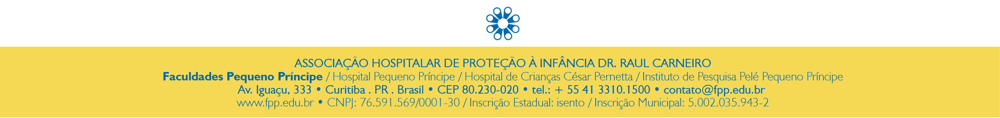 ASSOCIAÇÃO HOSPITALAR DE PROTEÇÃO À INFÂNCIA DR. RAUL CARNEIRO
Faculdades Pequeno Príncipe / Hospital Pequeno Príncipe / Hospital de Crianças César Pernetta / Instituto de Pesquisa Pelé Pequeno Príncipe
Av. Iguaçu, 333 • Curitiba . PR . Brasil • CEP 80.230-020 • tel.: + 55 41 3310.1500 • contato@fpp.edu.br
www.fpp.edu.br • CNPJ: 76.591.569/0001-30 / Inscrição Estadual: isento / Inscrição Municipal: 5.002.035.943-2